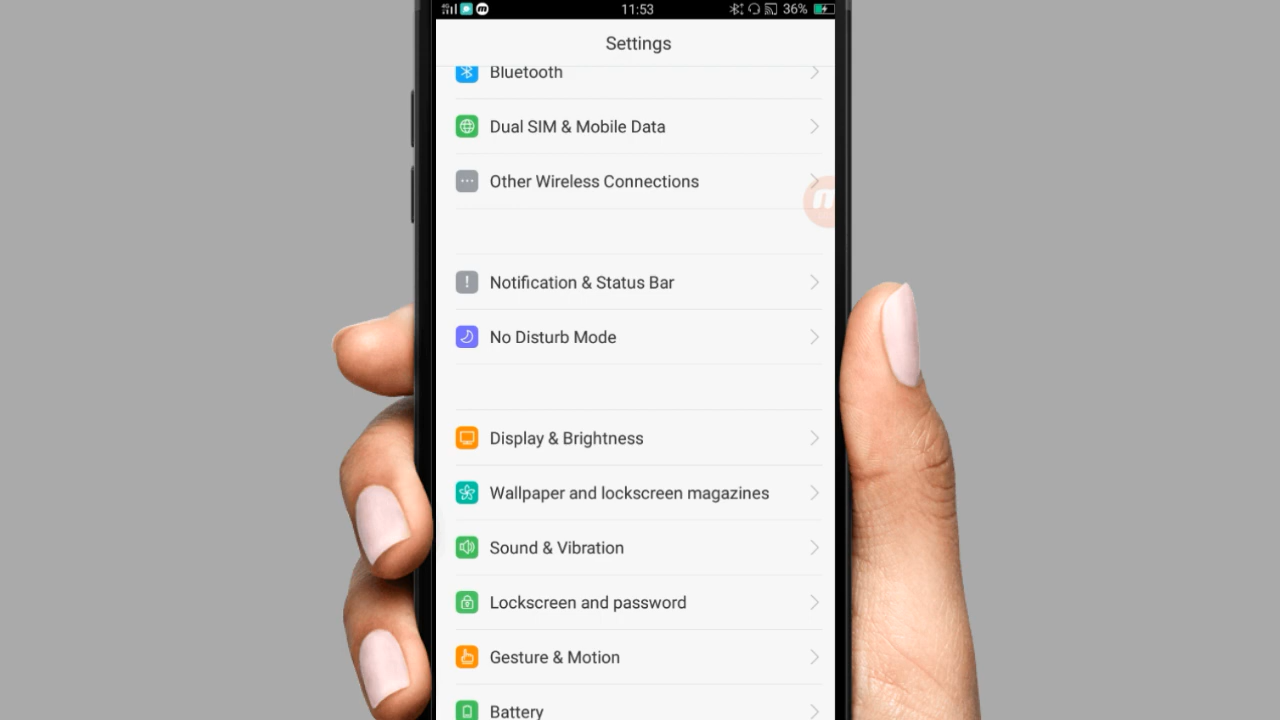 11:53
36%
Settings
Bluetooth
Dual SIM & Mobile Data
Other Wireless Connections
Notification & Status Bar
No Disturb Mode
Display & Brightness
Wallpaper and lockscreen magazines
Sound & Vibration
Lockscreen and password
Gesture & Motion
Battery